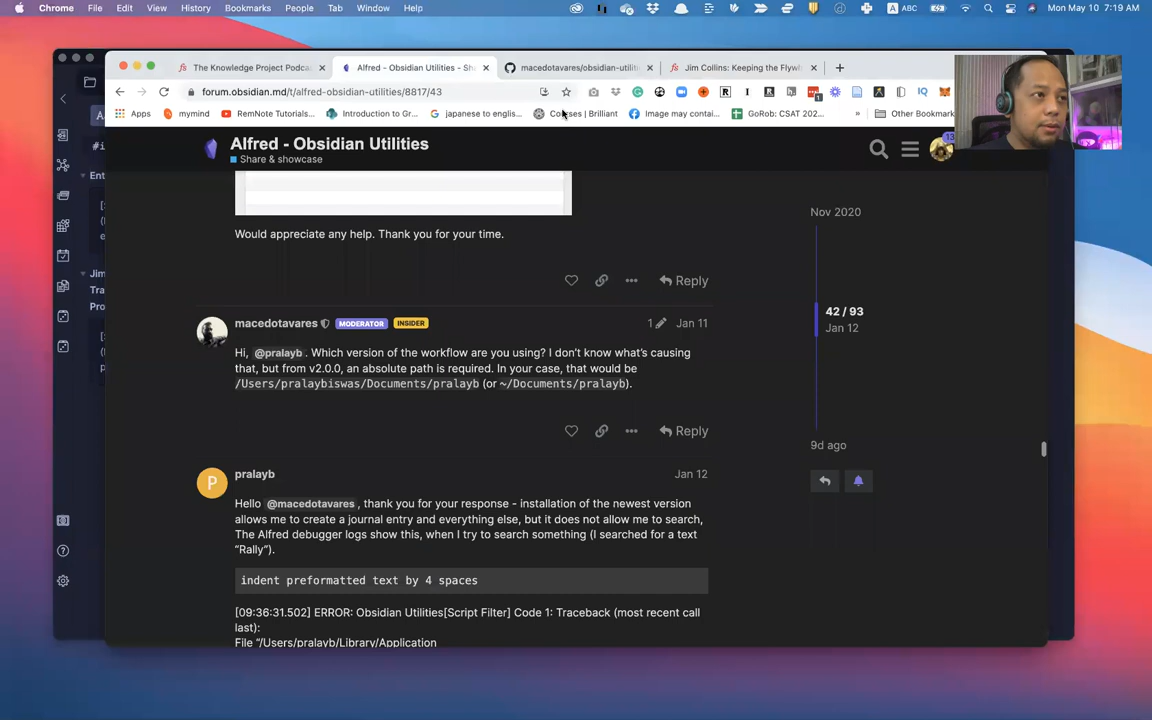 Chrome File Edit View History Bookmarks People Tab Window Help
ABC
Mon May 10 7:19 AM
The Knowledge Project Podca
Alfred - Obsidian Utilities - Sh
macedotavares/obsidian-utilit
Jim Collins: Keeping the Flyw
forum.obsidian.md/t/alfred-obsidian-utilities/8817/43
Apps
mymind
RemNote Tutorials...
Introduction to Gr...
japanese to englis...
Courses | Brilliant
Image may contai...
GoRob: CSAT 202...
»
Other Bookmark
Alfred - Obsidian Utilities
Share & showcase
13
Would appreciate any help. Thank you for your time.
Reply
macedotavares MODERATOR INSIDER
1 Jan 11
Hi, @pralayb. Which version of the workflow are you using? I don't know what's causing
that, but from v2.0.0, an absolute path is required. In your case, that would be
/Users/pralaybiswas/Documents/pralayb (or ~/Documents/pralayb).
Reply
P
pralayb
Jan 12
Hello @macedotavares, thank you for your response - installation of the newest version
allows me to create a journal entry and everything else, but it does not allow me to search,
The Alfred debugger logs show this, when I try to search something (I searched for a text
"Rally").
indent preformatted text by 4 spaces
[09:36:31.502] ERROR: Obsidian Utilities[Script Filter] Code 1: Traceback (most recent call
last):
File "/Users/pralayb/Library/Application
Nov 2020
42 / 93
Jan 12
9d ago
Ent
Jim
Tra
Pro